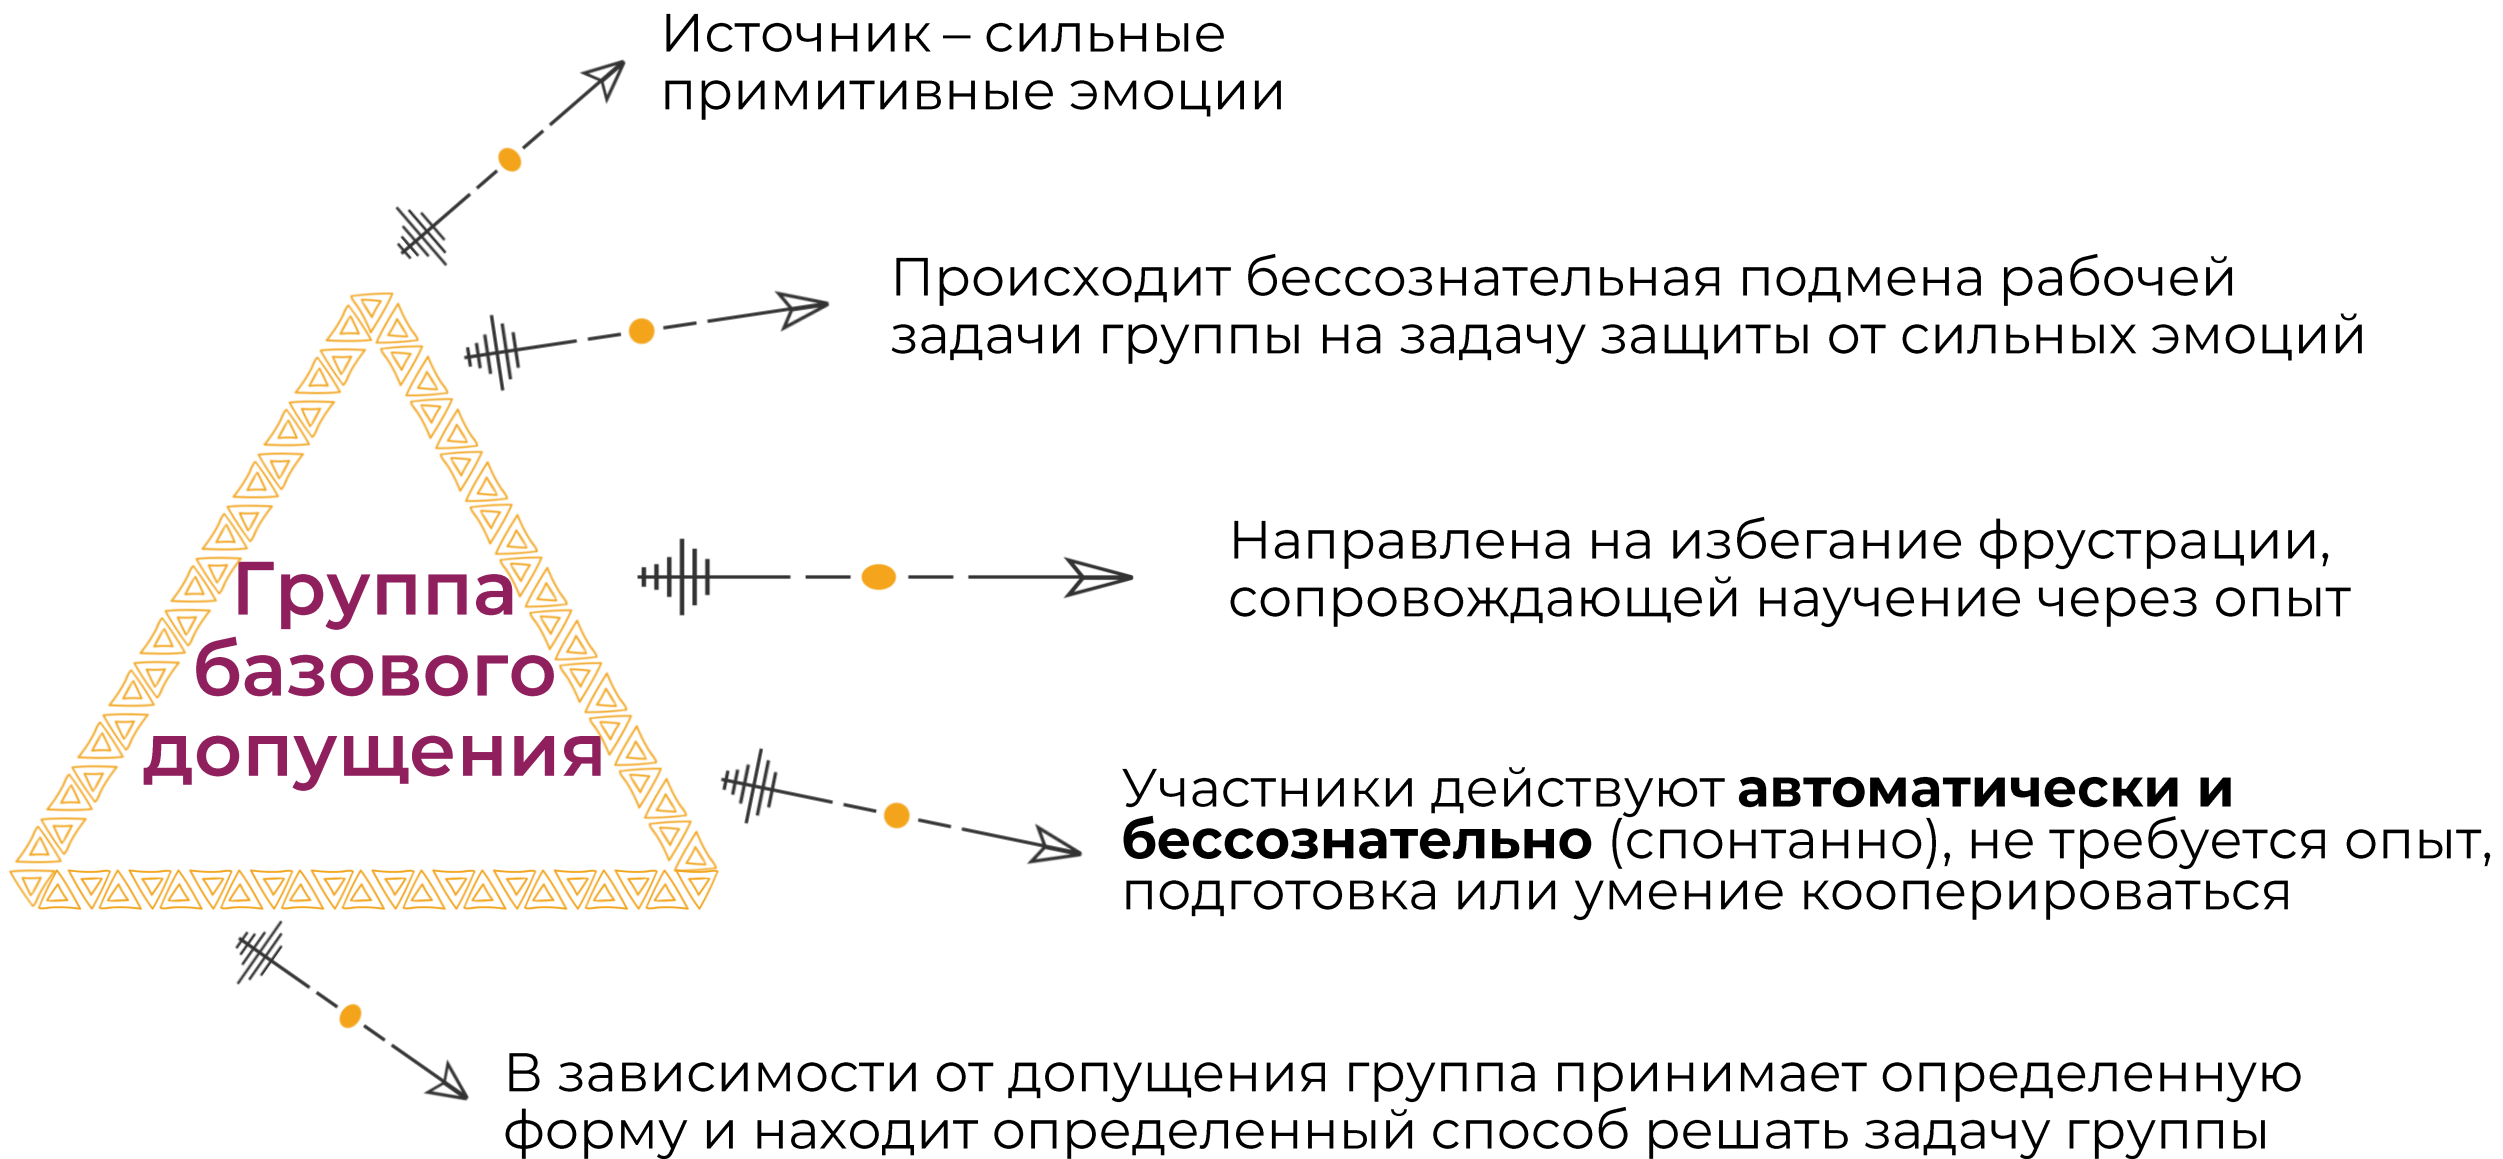 Источник – сильные
примитивные эмоции
Происходит бессознательная подмена рабочей
задачи группы на задачу защиты от сильных эмоций
Группа
базового
допущения
Направлена на избегание фрустрации,
сопровождающей научение через опыт
Участники действуют автоматически и
бессознательно (спонтанно), не требуется опыт,
подготовка или умение кооперироваться
В зависимости от допущения группа принимает определенную
форму и находит определенный способ решать задачу группы